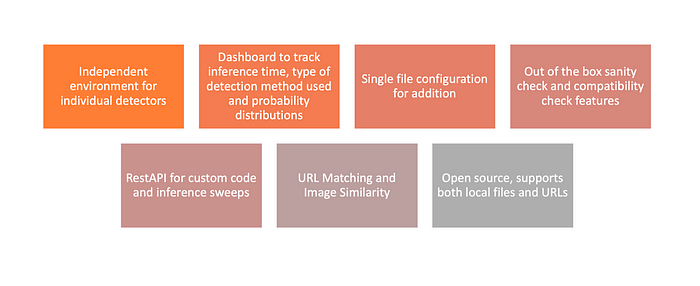 Independent
environment for
individual detectors
Dashboard to track
inference time, type of
detection method used
and probability
distributions
Single file configuration
for addition
Out of the box sanity
check and compatibility
check features
RestAPI for custom code
and inference sweeps
URL Matching and
Image Similarity
Open source, supports
both local files and URLs